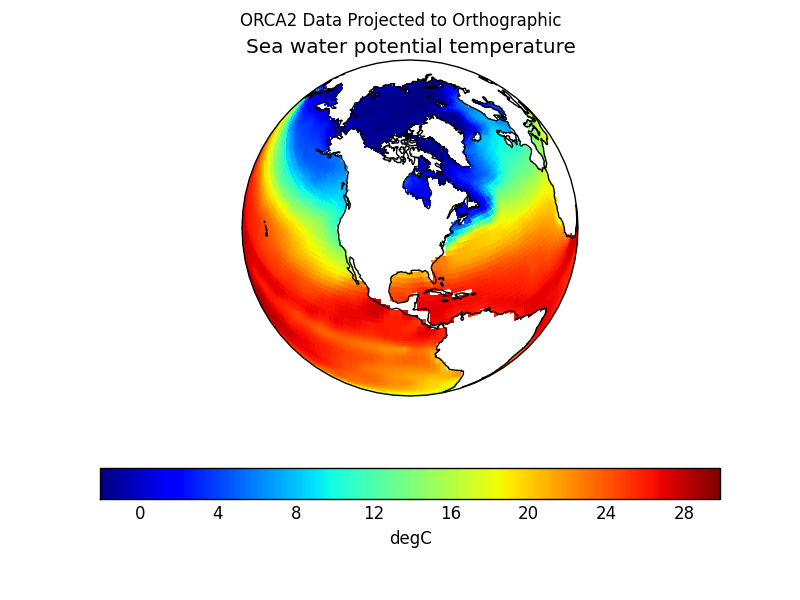 ORCA2 Data Projected to Orthographic
Sea water potential temperature
0 4 8 12 16 20 24 28
degC